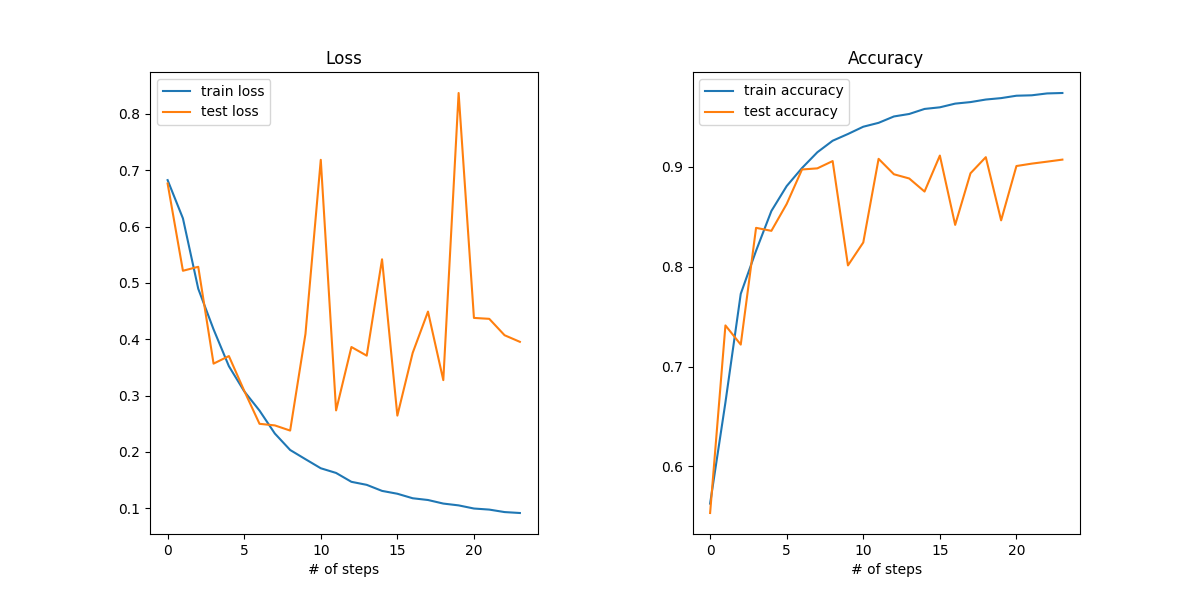 Loss
train loss
test loss
0.8
0.7
0.6
0.5
0.4
0.3
0.2
0.1
0
5
10
15
20
# of steps
Accuracy
train accuracy
test accuracy
0.9
0.8
0.7
0.6
0
5
10
15
20
# of steps